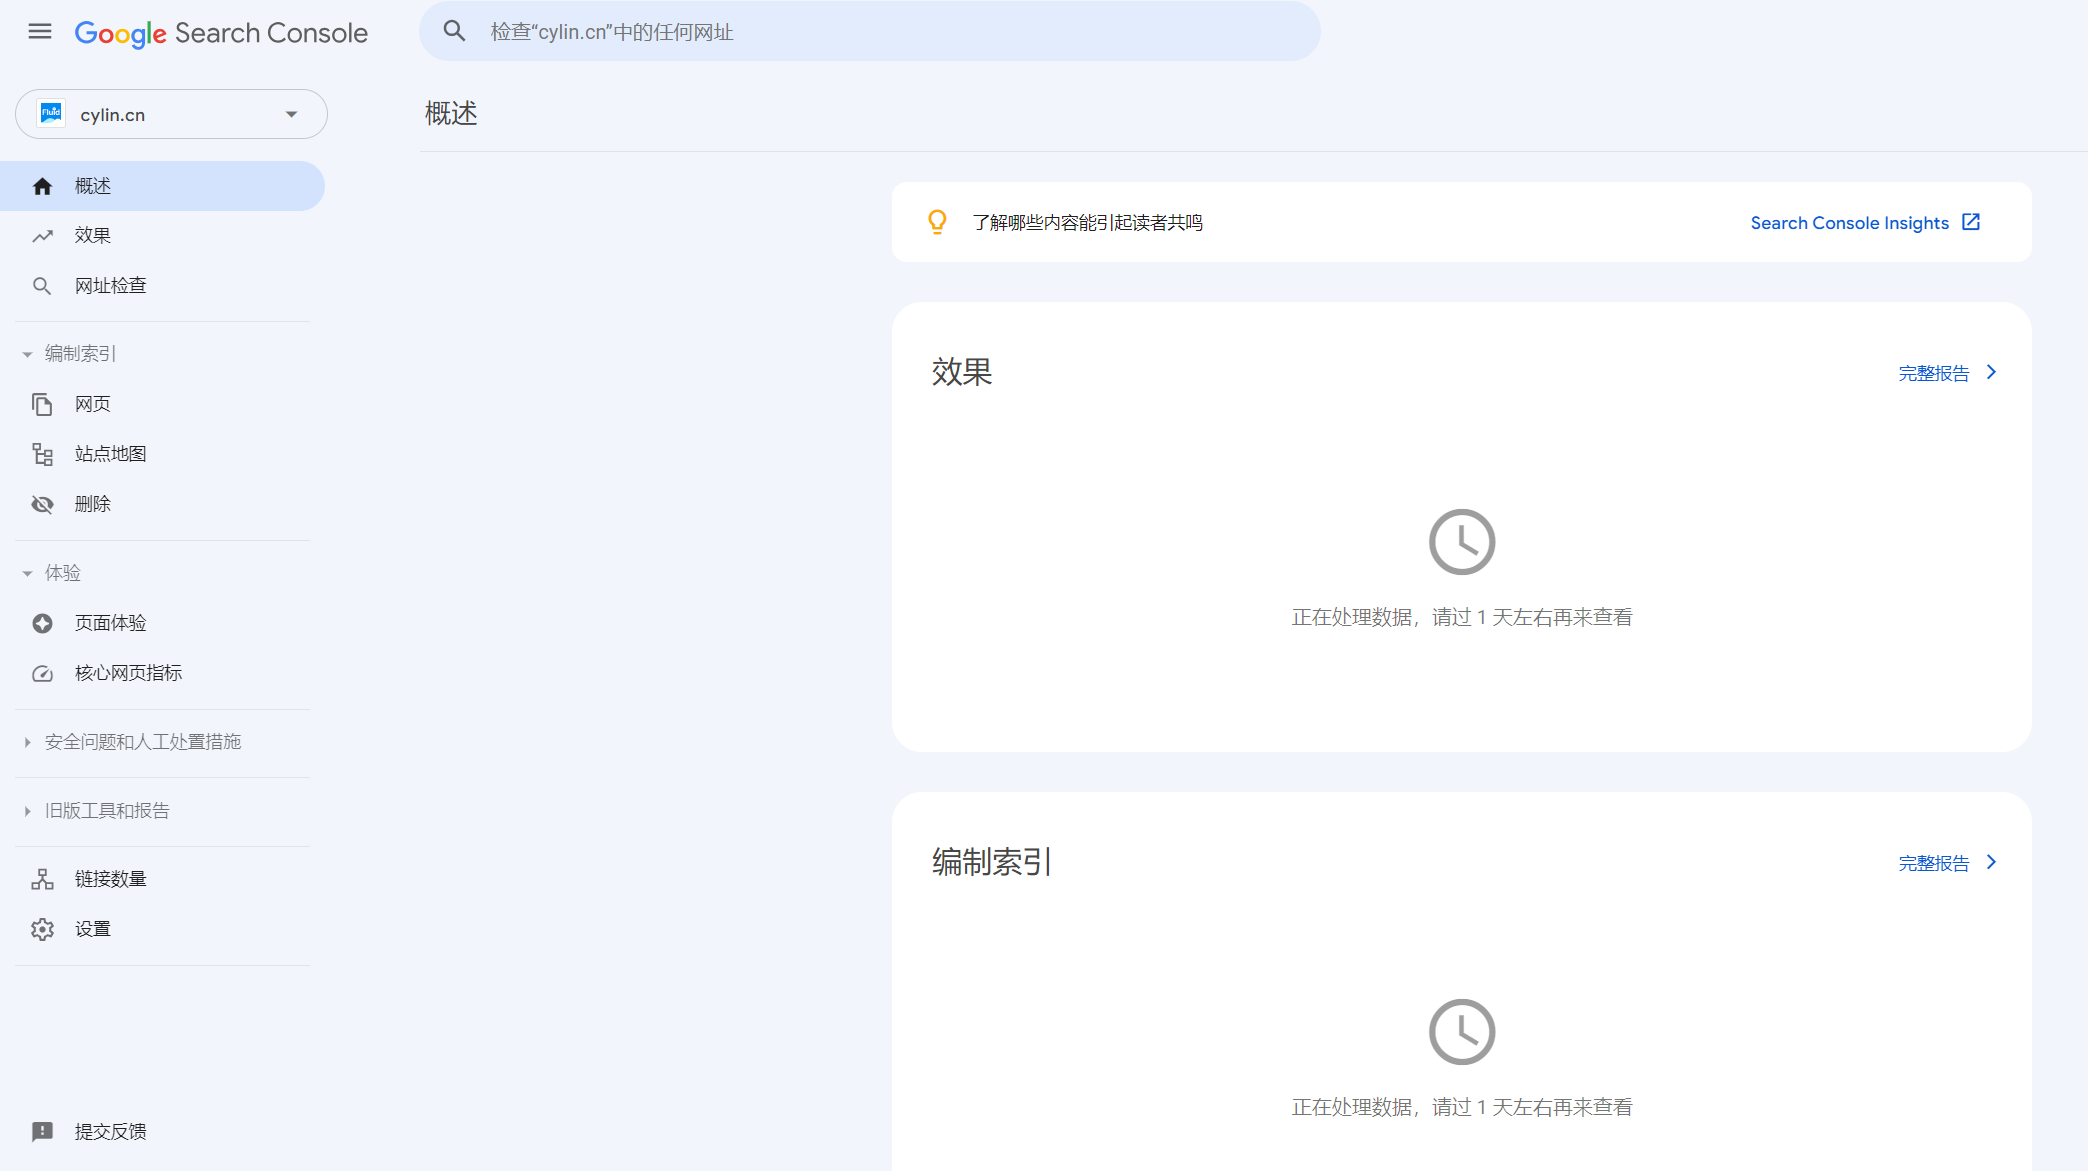 Google Search Console
检查“cylin.cn”中的任何网址
Fluid
cylin.cn
概述
效果
网址检查
编制索引
网页
站点地图
删除
体验
页面体验
核心网页指标
安全问题和人工处置措施
旧版工具和报告
链接数量
设置
提交反馈
概述
了解哪些内容能引起读者共鸣
Search Console Insights
效果
完整报告
正在处理数据，请过 1 天左右再来查看
编制索引
完整报告
正在处理数据，请过 1 天左右再来查看